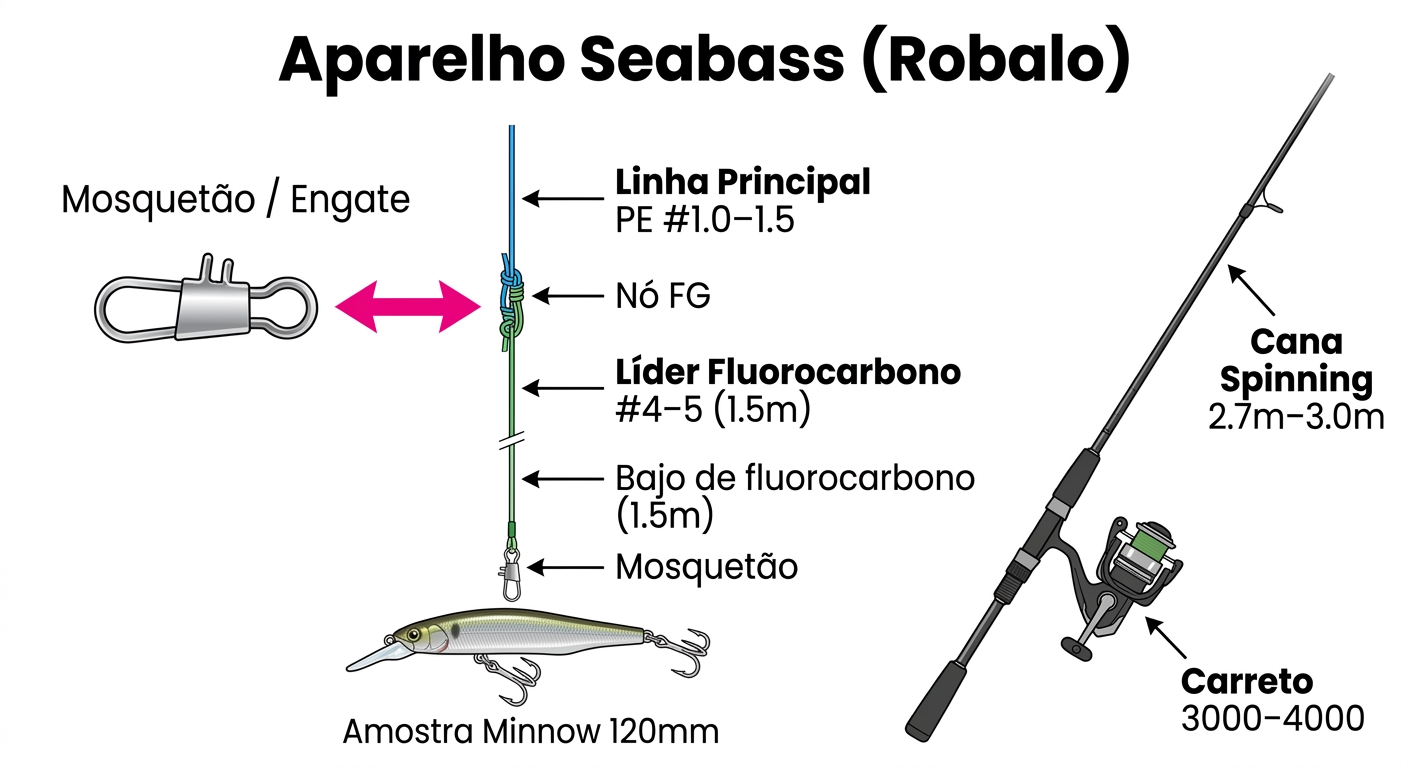 Aparelho Seabass (Robalo)
Mosquetão / Engate
Linha Principal
PE #1.0–1.5
Nó FG
Líder Fluorocarbono
#4–5 (1.5m)
Bajo de fluorocarbono
(1.5m)
Mosquetão
Amostra Minnow 120mm
Cana
Spinning
2.7m–3.0m
Carreto
3000–4000